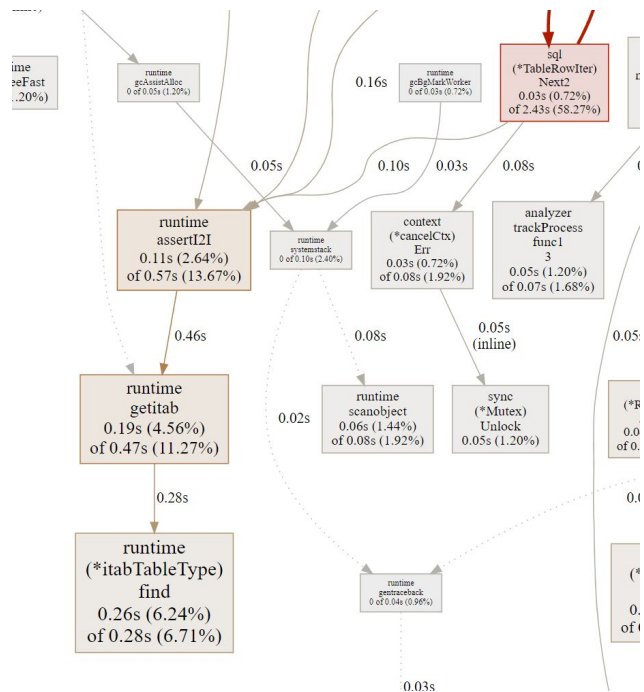 ime
eeFast
1.20%)
runtime
gcAssistAlloc
0 of 0.05s (1.20%)
0.16s
runtime
gcBgMarkWorker
0 of 0.03s (0.72%)
sql
(*TableRowIter)
Next2
0.03s (0.72%)
of 2.43s (58.27%)
0.05s
0.10s
0.03s
0.08s
runtime
assertI2I
0.11s (2.64%)
of 0.57s (13.67%)
runtime
systemstack
0 of 0.10s (2.40%)
context
(*cancelCtx)
Err
0.03s (0.72%)
of 0.08s (1.92%)
analyzer
trackProcess
func1
3
0.05s (1.20%)
of 0.07s (1.68%)
0.46s
0.08s
0.05s
(inline)
0.05s
runtime
getitab
0.19s (4.56%)
of 0.47s (11.27%)
0.02s
runtime
scanobject
0.06s (1.44%)
of 0.08s (1.92%)
sync
(*Mutex)
Unlock
0.05s (1.20%)
(*R
0.28s
runtime
(*itabTableType)
find
0.26s (6.24%)
of 0.28s (6.71%)
runtime
gentraceback
0 of 0.04s (0.96%)
0.03s